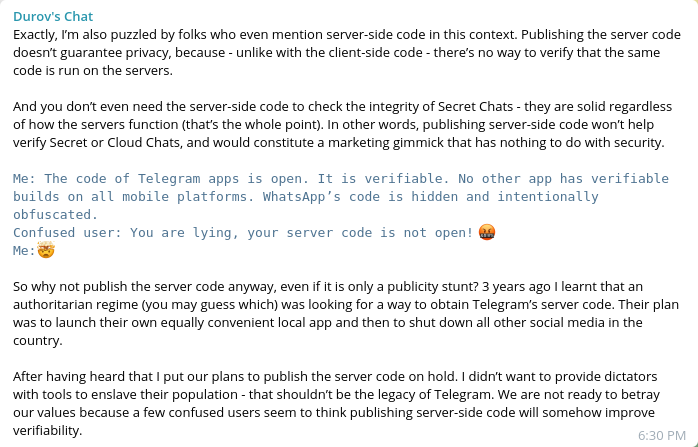 Durov's Chat
Exactly, I'm also puzzled by folks who even mention server-side code in this context. Publishing the server code
doesn't guarantee privacy, because - unlike with the client-side code - there's no way to verify that the same
code is run on the servers.
And you don't even need the server-side code to check the integrity of Secret Chats - they are solid regardless
of how the servers function (that's the whole point). In other words, publishing server-side code won't help
verify Secret or Cloud Chats, and would constitute a marketing gimmick that has nothing to do with security.
Me: The code of Telegram apps is open. It is verifiable. No other app has verifiable
builds on all mobile platforms. WhatsApp’s code is hidden and intentionally
obfuscated.
Confused user: You are lying, your server code is not open! 🤬
Me:🤯
So why not publish the server code anyway, even if it is only a publicity stunt? 3 years ago I learnt that an
authoritarian regime (you may guess which) was looking for a way to obtain Telegram's server code. Their plan
was to launch their own equally convenient local app and then to shut down all other social media in the
country.
After having heard that I put our plans to publish the server code on hold. I didn't want to provide dictators
with tools to enslave their population - that shouldn't be the legacy of Telegram. We are not ready to betray
our values because a few confused users seem to think publishing server-side code will somehow improve
verifiability.
6:30 PM